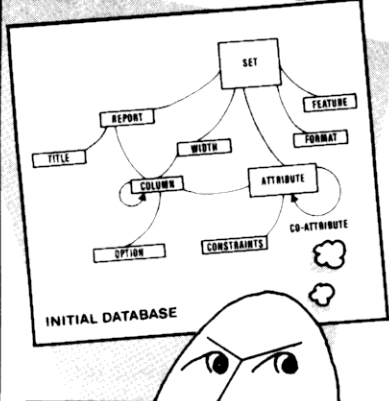 SET
FEATURE
REPORT
FORMAT
TITLE
WIDTH
COLUMN
ATTRIBUTE
CO-ATTRIBUTE
OPTION
CONSTRAINTS
INITIAL DATABASE